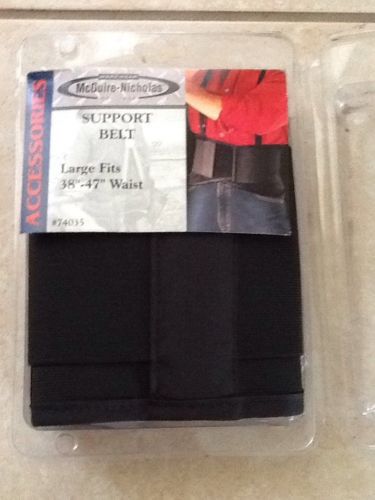 McGuire-Nicholas
ACCESSORIES
SUPPORT
BELT
Large Fits
38"-47" Waist
#74035